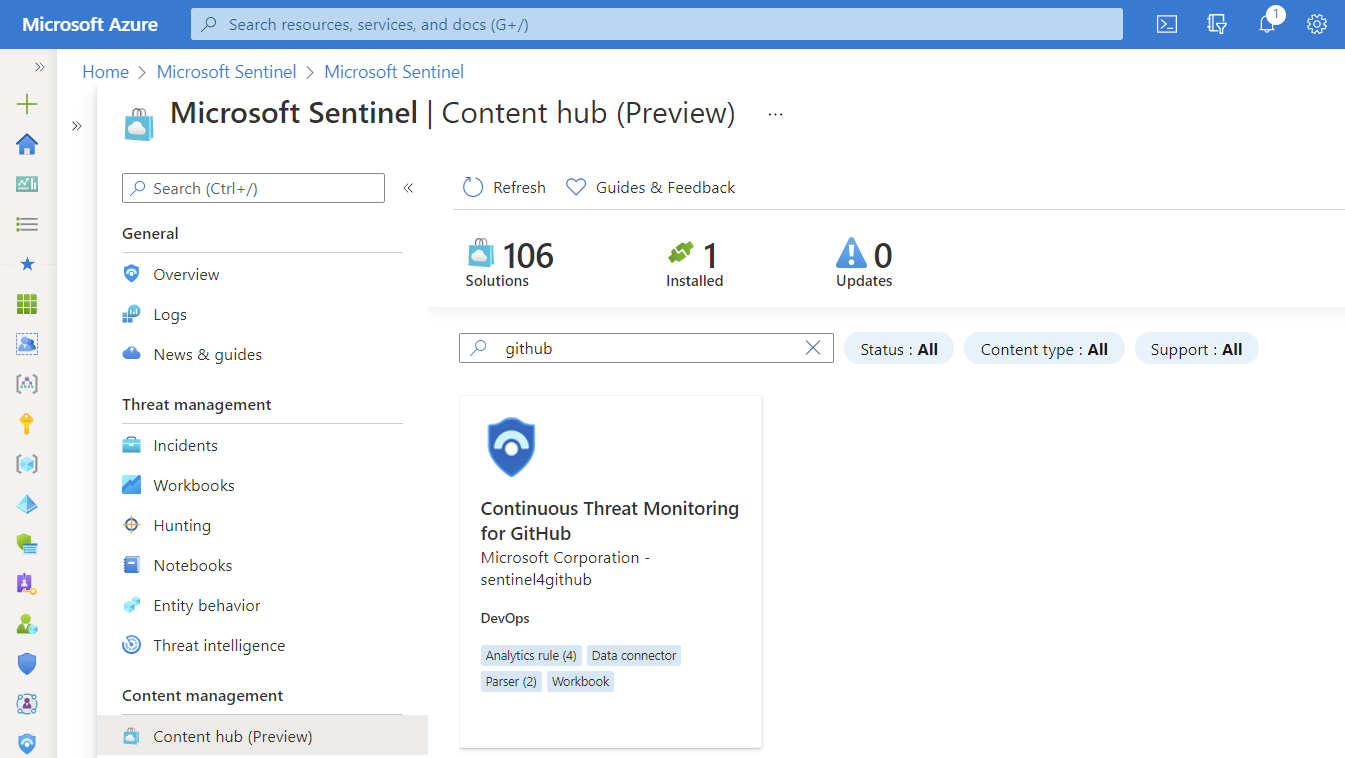 Microsoft Azure
Search resources, services, and docs (G+/)
1
Home > Microsoft Sentinel > Microsoft Sentinel
Microsoft Sentinel | Content hub (Preview) ...
Search (Ctrl+/)
General
Overview
Logs
News & guides
Threat management
Incidents
Workbooks
Hunting
Notebooks
Entity behavior
Threat intelligence
Content management
Content hub (Preview)
Refresh
Guides & Feedback
106
Solutions
1
Installed
0
Updates
github
Status : All
Content type : All
Support : All
Continuous Threat Monitoring
for GitHub
Microsoft Corporation -
sentinel4github
DevOps
Analytics rule (4) Data connector
Parser (2) Workbook